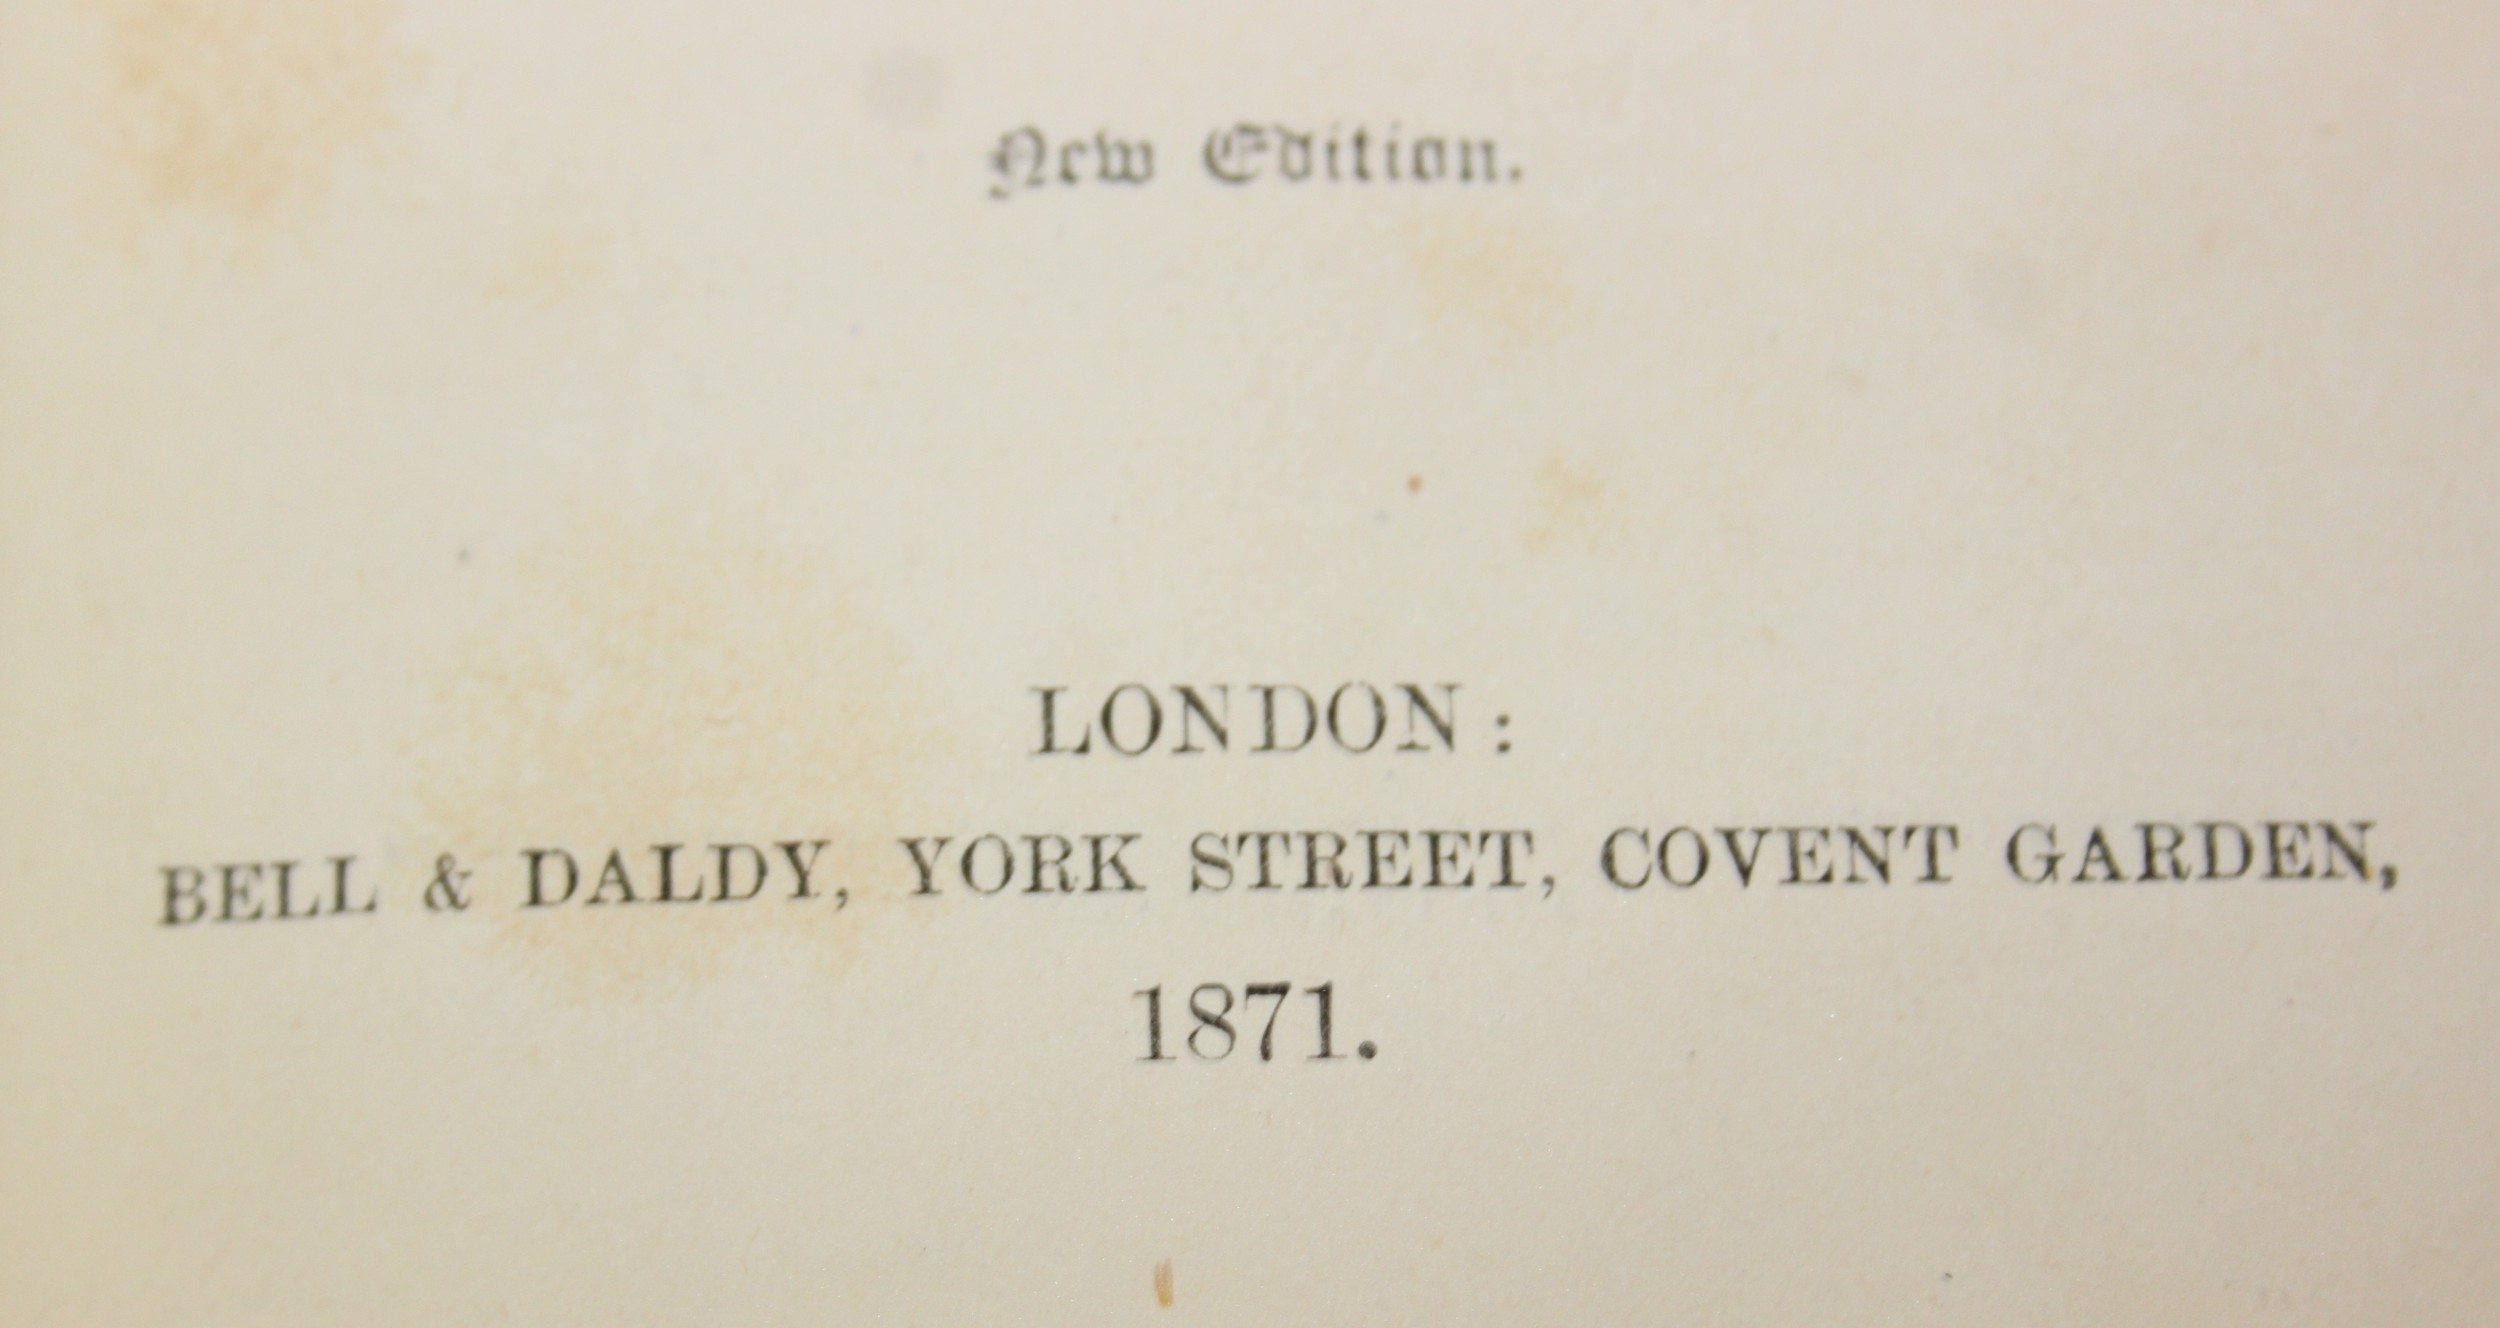 New Edition.
LONDON:
BELL & DALDY, YORK STREET, COVENT GARDEN,
1871.